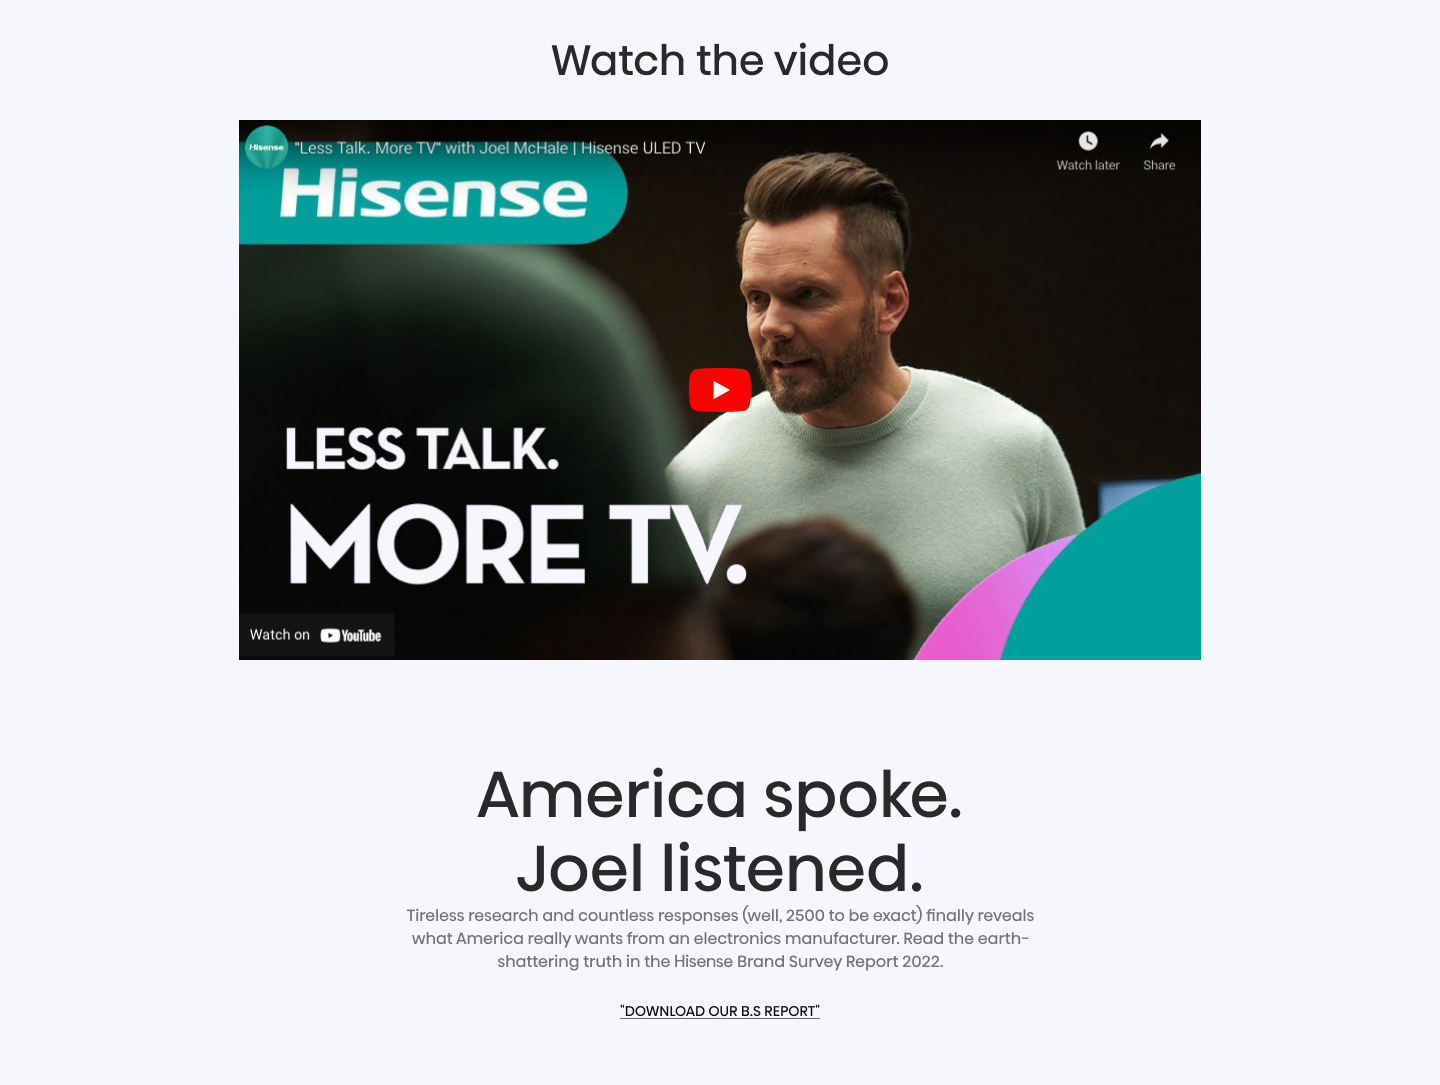 Watch the video
Hisense
"Less Talk. More TV" with Joel McHale | Hisense ULED TV
Watch later
Share
Hisense
LESS TALK.
MORE TV.
Watch on YouTube
America spoke.
Joel listened.
Tireless research and countless responses (well, 2500 to be exact) finally reveals
what America really wants from an electronics manufacturer. Read the earth-
shattering truth in the Hisense Brand Survey Report 2022.
"DOWNLOAD OUR B.S REPORT"